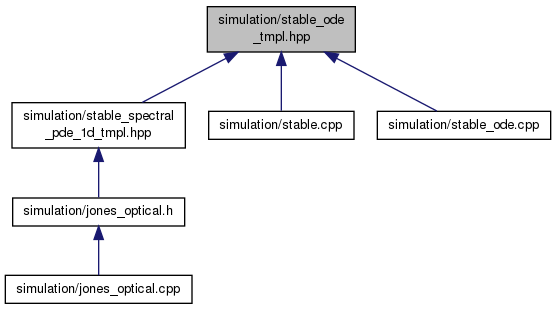 simulation/stable_ode
_tmpl.hpp
simulation/stable_spectral
_pde_1d_tmpl.hpp
simulation/stable.cpp
simulation/stable_ode.cpp
simulation/jones_optical.h
simulation/jones_optical.cpp